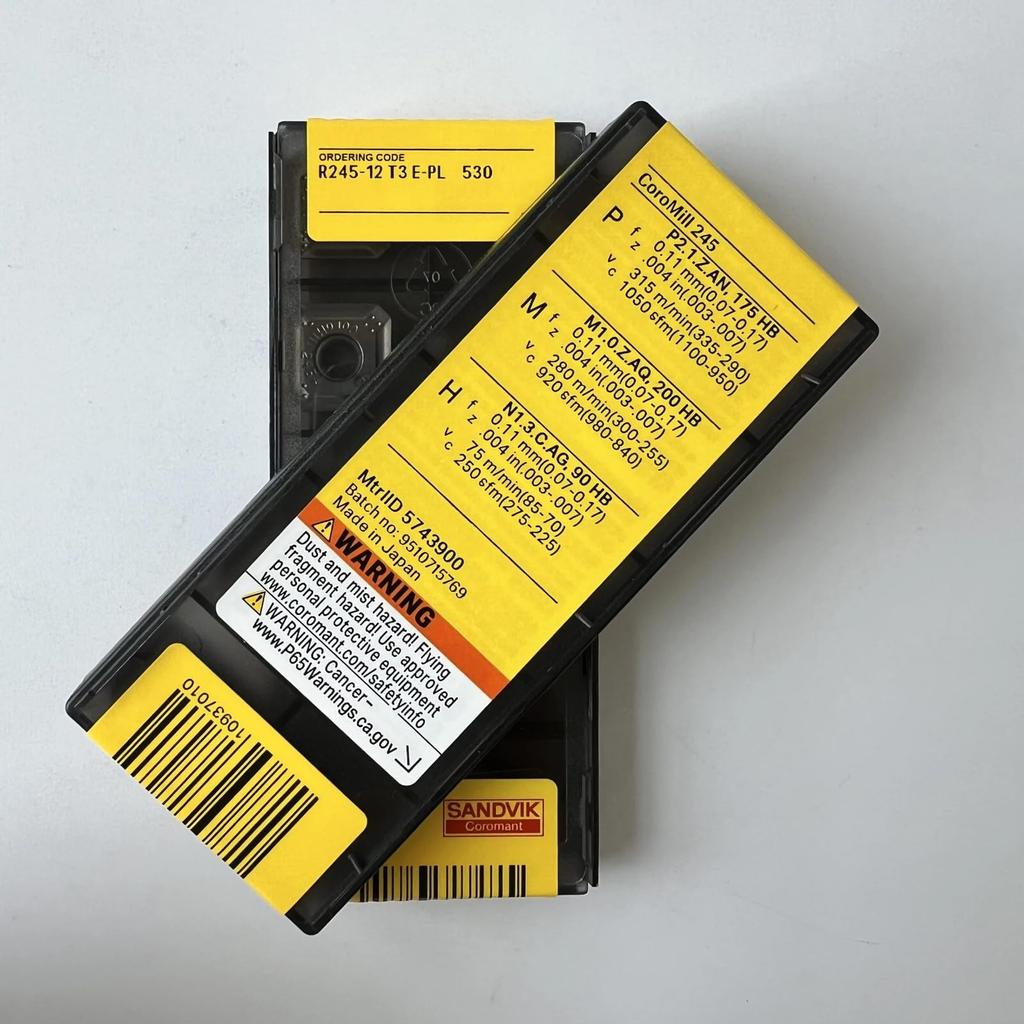 ORDERING CODE
R245-12 T3 E-PL 530
CoroMill 245
P
P2.1.Z.AN, 175 HB
fz 0.11 mm(0.07-0.17)
.004 in(.003-.007)
vc 315 m/min(335-290)
1050 sfm(1100-950)
M
M1.0.Z.AQ, 200 HB
fz 0.11 mm(0.07-0.17)
.004 in(.003-.007)
vc 280 m/min(300-255)
920 sfm(980-840)
H
N1.3.C.AG, 90 HB
fz 0.11 mm(0.07-0.17)
.004 in(.003-.007)
vc 75 m/min(85-70)
250 sfm(275-225)
MtrlID 5743900
Batch no: 9510715769
Made in Japan
WARNING
Dust and mist hazard! Flying
fragment hazard! Use approved
personal protective equipment
www.coromant.com/safetyinfo
WARNING: Cancer–
www.P65Warnings.ca.gov
110937010
SANDVIK
Coromant